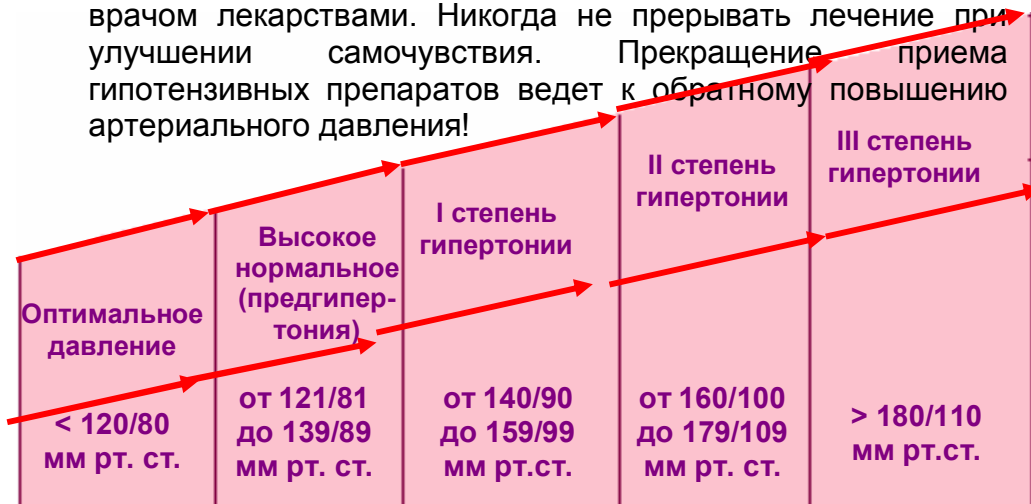 врачом лекарствами. Никогда не прерывать лечение при
улучшении самочувствия. Прекращение приема
гипотензивных препаратов ведет к обратному повышению
артериального давления!
Оптимальное
давление
< 120/80
мм рт. ст.
Высокое
нормальное
(предгипер-
тония)
от 121/81
до 139/89
мм рт. ст.
I степень
гипертонии
от 140/90
до 159/99
мм рт.ст.
II степень
гипертонии
от 160/100
до 179/109
мм рт. ст.
III степень
гипертонии
> 180/110
мм рт.ст.